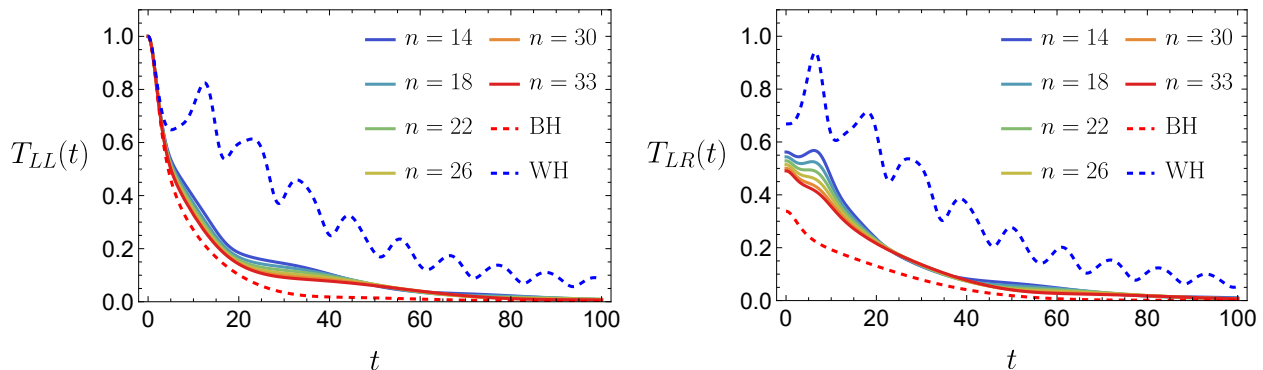 1.0
0.8
0.6
0.4
0.2
0.0
T_{LL}(t)
n = 14
n = 30
n = 18
n = 33
n = 22
BH
n = 26
WH
0 20 40 60 80 100
t
1.0
0.8
0.6
0.4
0.2
0.0
T_{LR}(t)
n = 14
n = 30
n = 18
n = 33
n = 22
BH
n = 26
WH
0 20 40 60 80 100
t